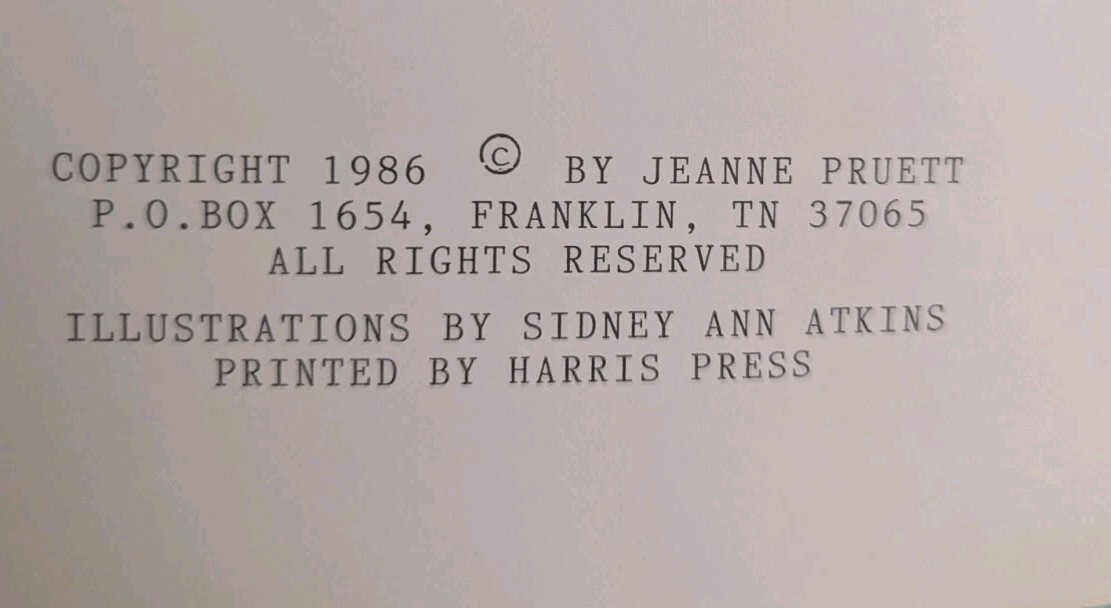 COPYRIGHT 1986 © BY JEANNE PRUETT
P.O.BOX 1654, FRANKLIN, TN 37065
ALL RIGHTS RESERVED
ILLUSTRATIONS BY SIDNEY ANN ATKINS
PRINTED BY HARRIS PRESS